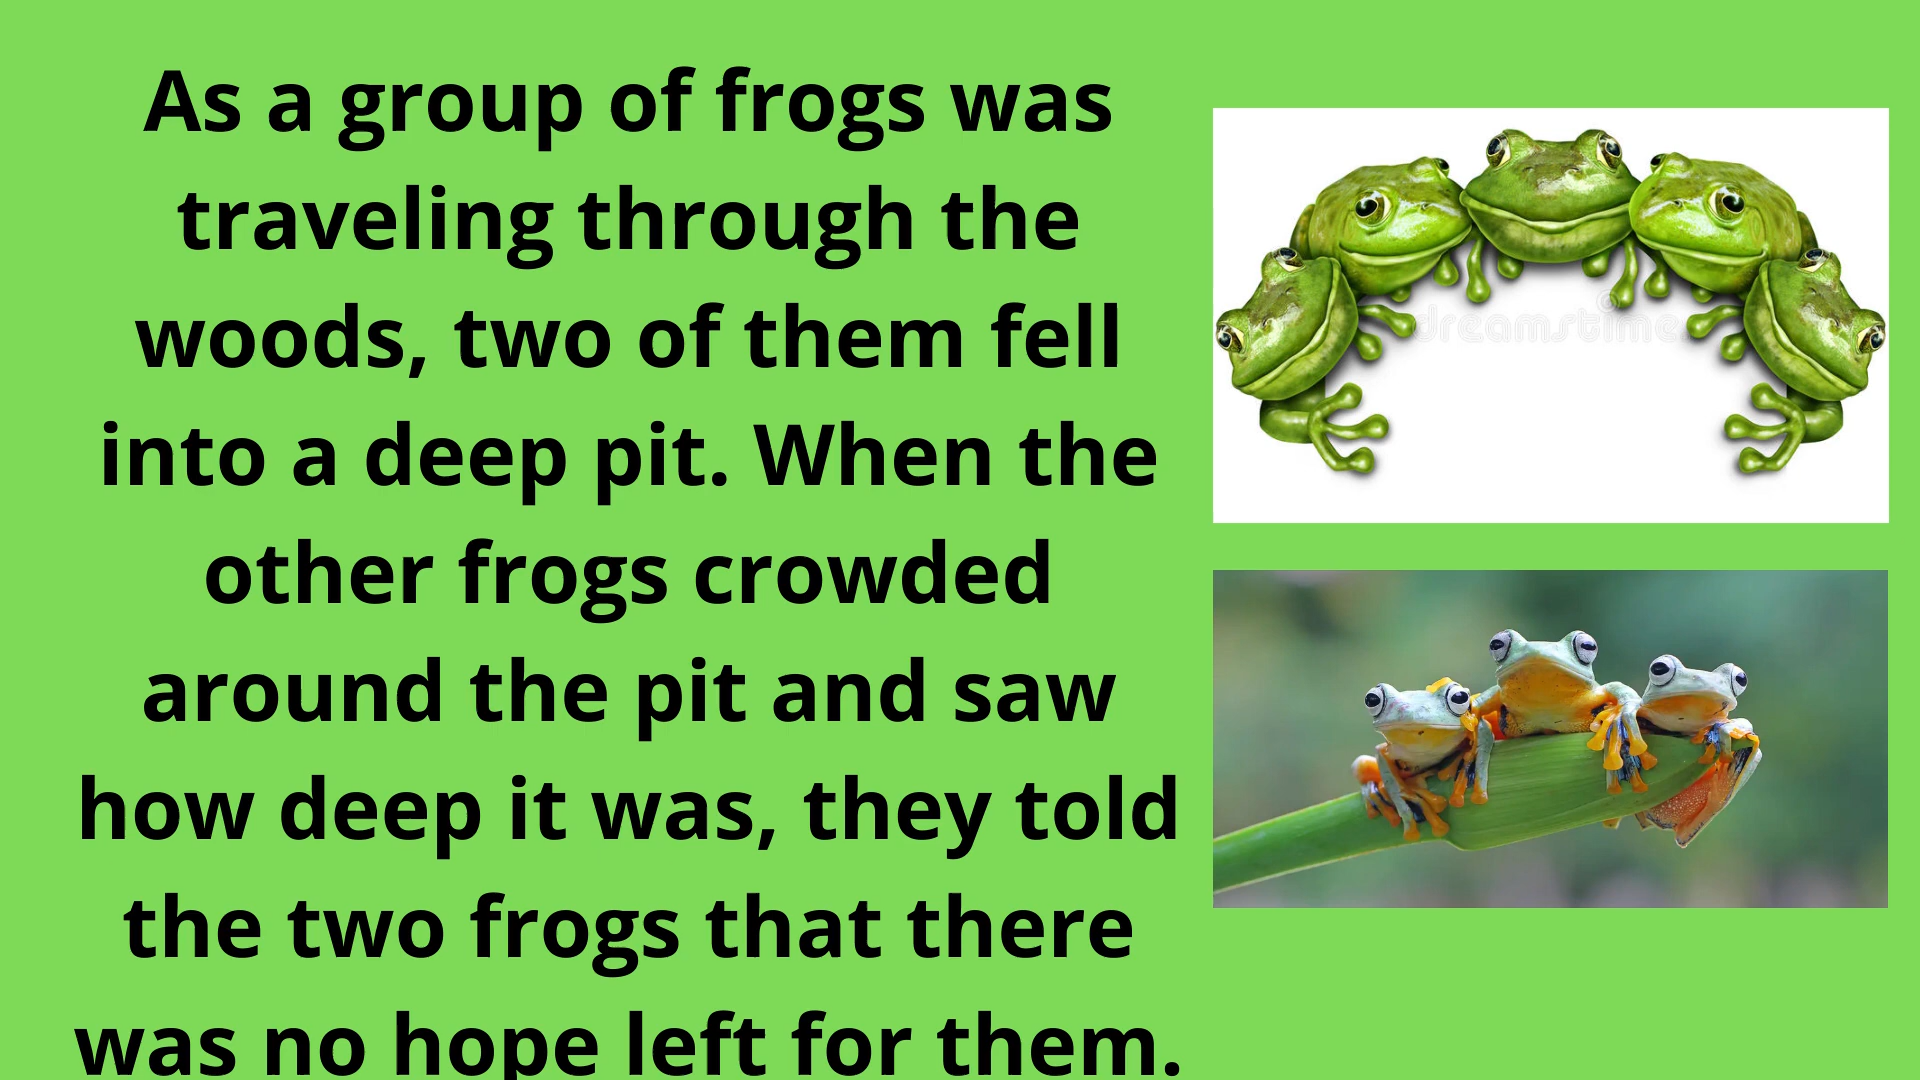 As a group of frogs was
traveling through the
woods, two of them fell
into a deep pit. When the
other frogs crowded
around the pit and saw
how deep it was, they told
the two frogs that there
was no hope left for them.
dreamstime